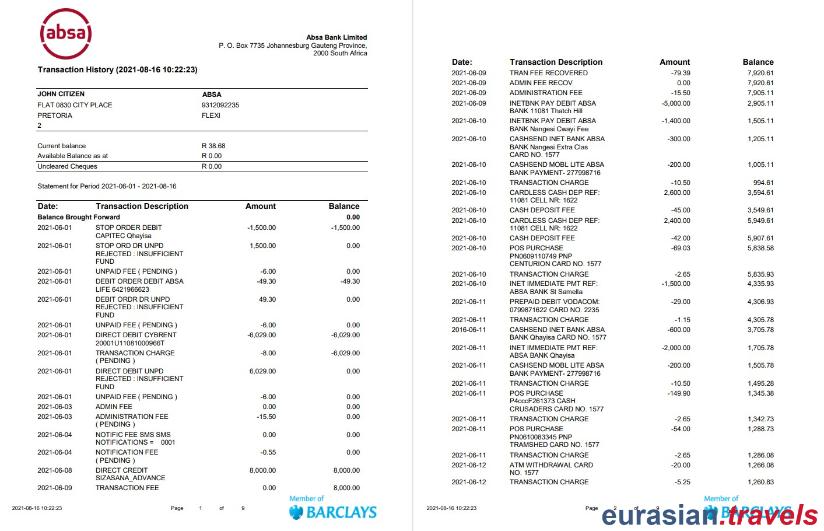 absa
Absa Bank Limited
P. O. Box 7735 Johannesburg Gauteng Province,
2000 South Africa
Transaction History (2021-08-16 10:22:23)
JOHN CITIZEN ABSA
FLAT 0830 CITY PLACE 9312092235
PRETORIA FLEXI
2
Current balance R 38.68
Available Balance as at R 0.00
Uncleared Cheques R 0.00
Statement for Period 2021-06-01 - 2021-08-16
Date: Transaction Description Amount Balance
Balance Brought Forward 0.00
2021-06-01 STOP ORDER DEBIT -1,500.00 -1,500.00
CAPITEC Qhayisa
2021-06-01 STOP ORD DR UNPD 1,500.00 0.00
REJECTED : INSUFFICIENT
FUND
2021-06-01 UNPAID FEE ( PENDING ) -6.00 0.00
2021-06-01 DEBIT ORDER DEBIT ABSA -49.30 -49.30
LIFE 6421966623
2021-06-01 DEBIT ORDR DR UNPD 49.30 0.00
REJECTED : INSUFFICIENT
FUND
2021-06-01 UNPAID FEE ( PENDING ) -6.00 0.00
2021-06-01 DIRECT DEBIT CYBRENT -6,029.00 -6,029.00
20001U11081000966T
2021-06-01 TRANSACTION CHARGE -8.00 -6,029.00
( PENDING )
2021-06-01 DIRECT DEBIT UNPD 6,029.00 0.00
REJECTED : INSUFFICIENT
FUND
2021-06-01 UNPAID FEE ( PENDING ) -6.00 0.00
2021-06-03 ADMIN FEE 0.00 0.00
2021-06-03 ADMINISTRATION FEE -15.50 0.00
( PENDING )
2021-06-04 NOTIFIC FEE SMS SMS 0.00 0.00
NOTIFICATIONS = 0001
2021-06-04 NOTIFICATION FEE -0.55 0.00
( PENDING )
2021-06-08 DIRECT CREDIT 8,000.00 8,000.00
SIZASANA_ADVANCE
2021-06-09 TRANSACTION FEE 0.00 8,000.00
2021-08-16 10:22:23 Page 1 of 9
Member of
BARCLAYS
Date: Transaction Description Amount Balance
2021-06-09 TRAN FEE RECOVERED -79.39 7,920.61
2021-06-09 ADMIN FEE RECOV 0.00 7,920.61
2021-06-09 ADMINISTRATION FEE -15.50 7,905.11
2021-06-09 INETBNK PAY DEBIT ABSA -5,000.00 2,905.11
BANK 11081 Thatch Hill
2021-06-10 INETBNK PAY DEBIT ABSA -1,400.00 1,505.11
BANK Nangesi Cwayi Fee
2021-06-10 CASHSEND INET BNK ABSA -300.00 1,205.11
BANK Nangesi Extra Clas
CARD NO. 1577
2021-06-10 CASHSEND MOBL LITE ABSA -200.00 1,005.11
BANK PAYMENT- 277998716
2021-06-10 TRANSACTION CHARGE -10.50 994.61
2021-06-10 CARDLESS CASH DEP REF: 2,600.00 3,594.61
11081 CELL NR: 1622
2021-06-10 CASH DEPOSIT FEE -45.00 3,549.61
2021-06-10 CARDLESS CASH DEP REF: 2,400.00 5,949.61
11081 CELL NR: 1622
2021-06-10 CASH DEPOSIT FEE -42.00 5,907.61
2021-06-10 POS PURCHASE -69.03 5,838.58
PN0609110749 PNP
CENTURION CARD NO. 1577
2021-06-10 TRANSACTION CHARGE -2.65 5,835.93
2021-06-10 INET IMMEDIATE PMT REF: -1,500.00 4,335.93
ABSA BANK St Samella
2021-06-11 PREPAID DEBIT VODACOM: -29.00 4,306.93
0799871622 CARD NO. 2235
2021-06-11 TRANSACTION CHARGE -1.15 4,305.78
2016-06-11 CASHSEND INET BANK ABSA -600.00 3,705.78
BANK Qhayisa CARD NO. 1577
2021-06-11 INET IMMEDIATE PMT REF: -2,000.00 1,705.78
ABSA BANK Qhayisa
2021-06-11 CASHSEND MOBL LITE ABSA -200.00 1,505.78
BANK PAYMENT- 277998716
2021-06-11 TRANSACTION CHARGE -10.50 1,495.28
2021-06-11 POS PURCHASE -149.90 1,345.38
P4cccF261373 CASH
CRUSADERS CARD NO. 1577
2021-06-11 TRANSACTION CHARGE -2.65 1,342.73
2021-06-11 POS PURCHASE -54.00 1,288.73
PN0610083345 PNP
TRAMSHED CARD NO. 1577
2021-06-11 TRANSACTION CHARGE -2.65 1,286.08
2021-06-12 ATM WITHDRAWAL CARD -20.00 1,266.08
NO. 1577
2021-06-12 TRANSACTION CHARGE -5.25 1,260.83
2021-08-16 10:22:23 Page of
Member of
BARCLAYS
eurasian.travels